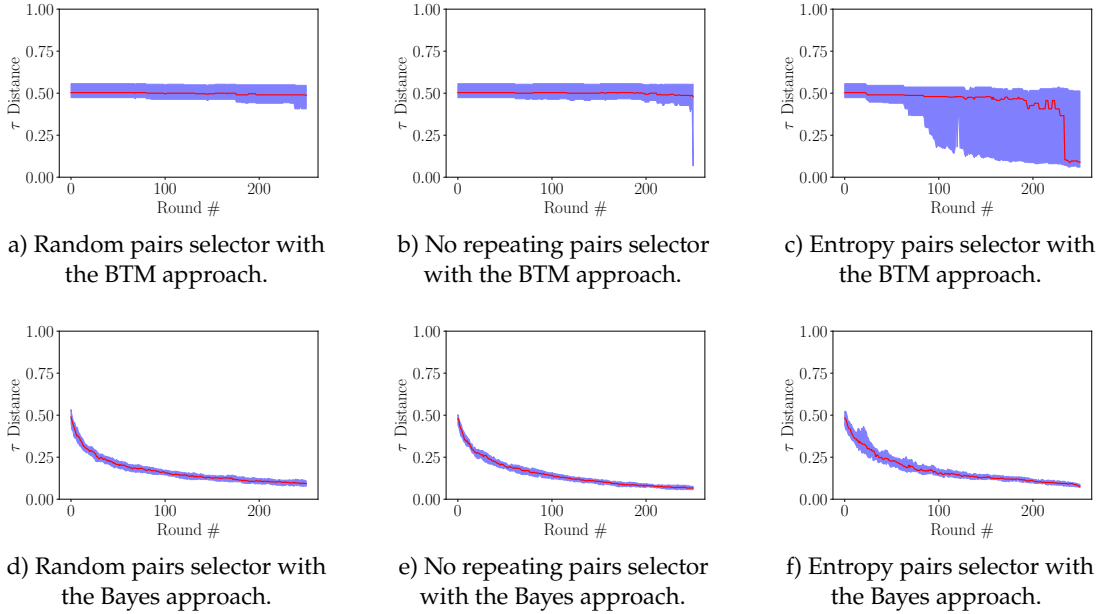 1.00
0.75
0.50
0.25
0.00
τ Distance
0
100
200
Round #
a) Random pairs selector with
the BTM approach.
1.00
0.75
0.50
0.25
0.00
τ Distance
0
100
200
Round #
b) No repeating pairs selector
with the BTM approach.
1.00
0.75
0.50
0.25
0.00
τ Distance
0
100
200
Round #
c) Entropy pairs selector with
the BTM approach.
1.00
0.75
0.50
0.25
0.00
τ Distance
0
100
200
Round #
d) Random pairs selector with
the Bayes approach.
1.00
0.75
0.50
0.25
0.00
τ Distance
0
100
200
Round #
e) No repeating pairs selector
with the Bayes approach.
1.00
0.75
0.50
0.25
0.00
τ Distance
0
100
200
Round #
f) Entropy pairs selector with
the Bayes approach.